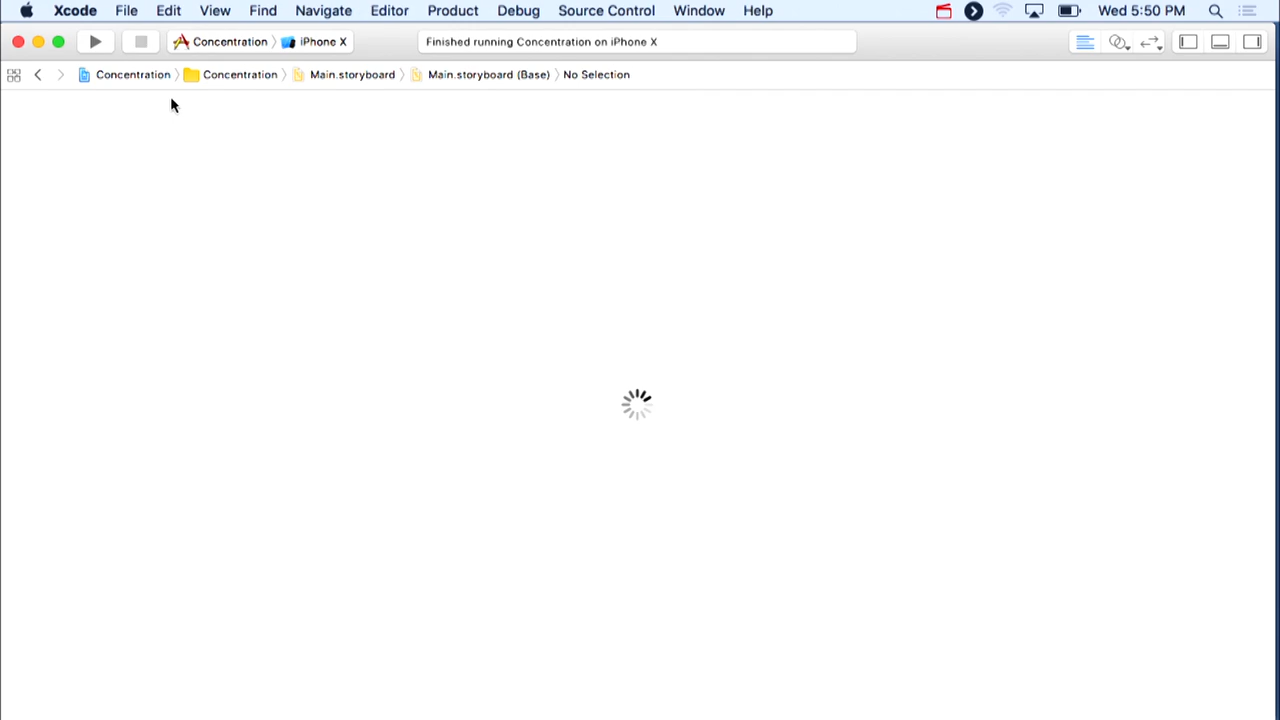 Xcode File Edit View Find Navigate Editor Product Debug Source Control Window Help Wed 5:50 PM
Concentration iPhone X Finished running Concentration on iPhone X
Concentration Concentration Main.storyboard Main.storyboard (Base) No Selection